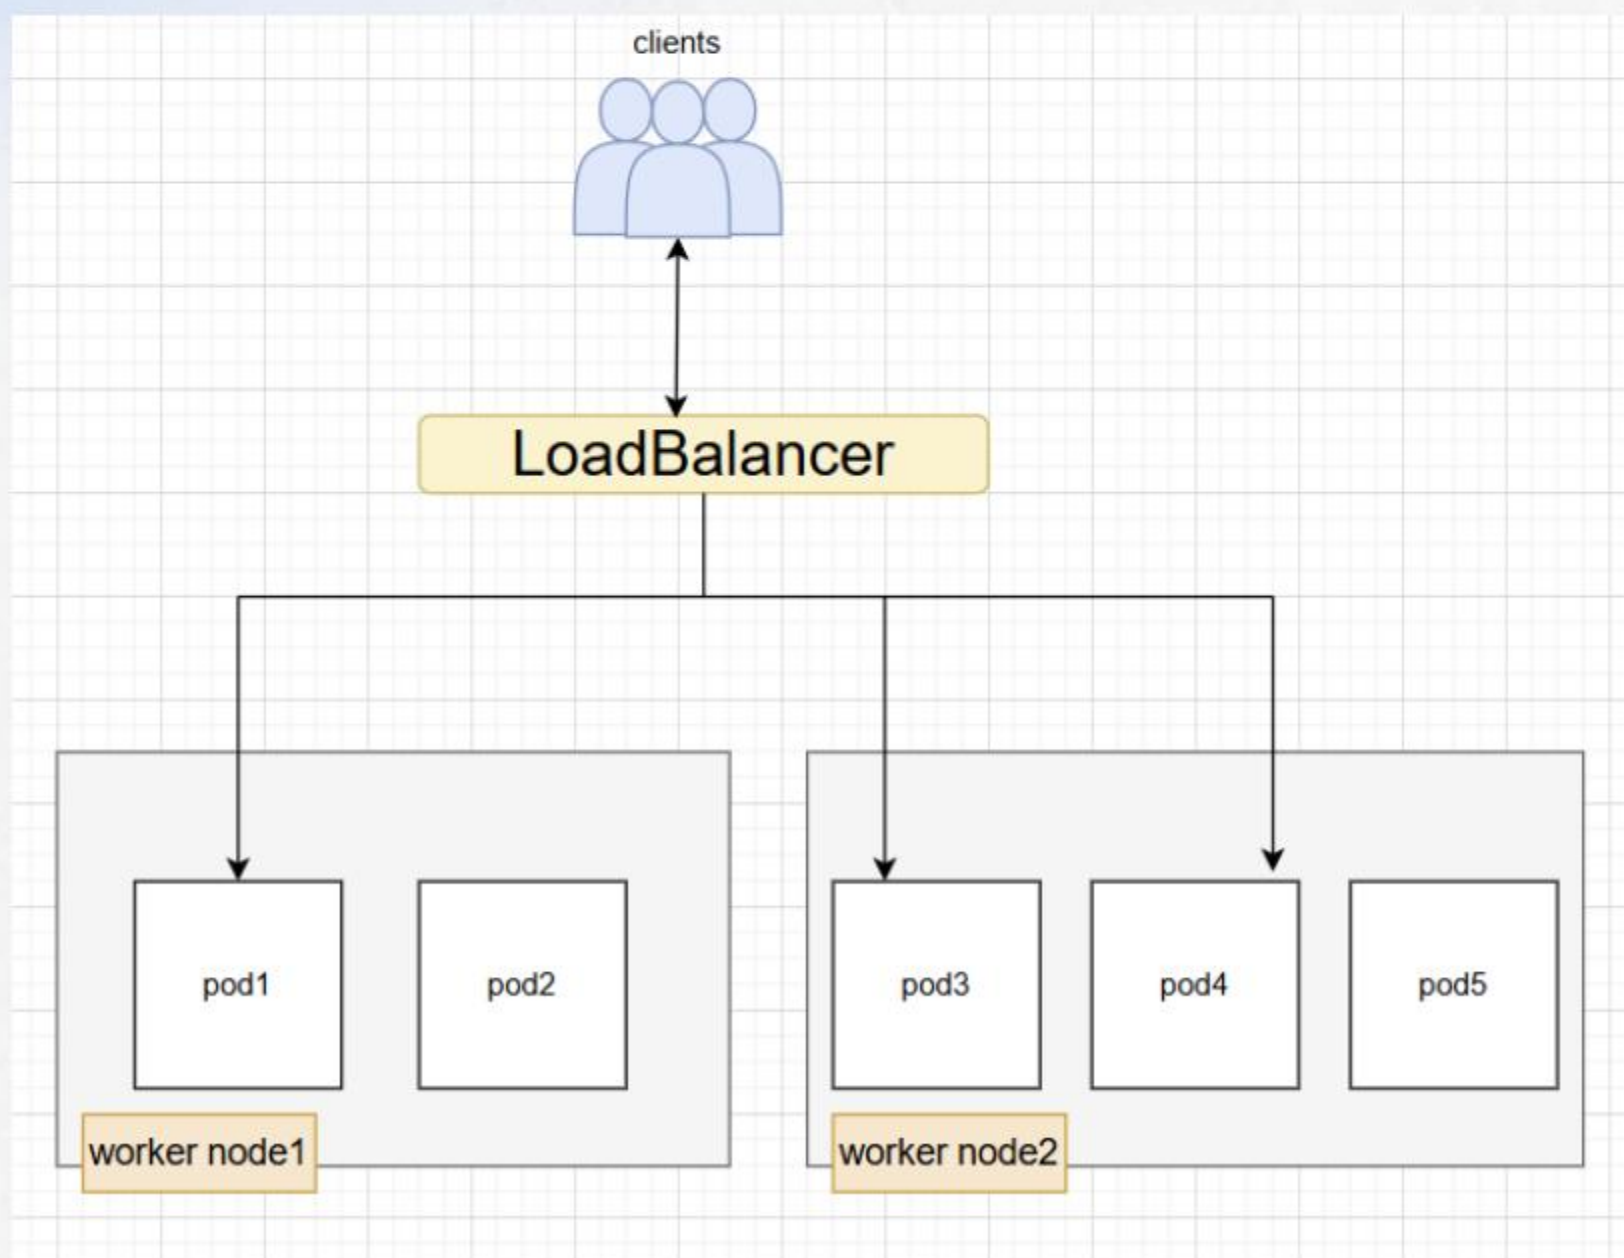 clients
LoadBalancer
pod1
pod2
pod3
pod4
pod5
worker node1
worker node2